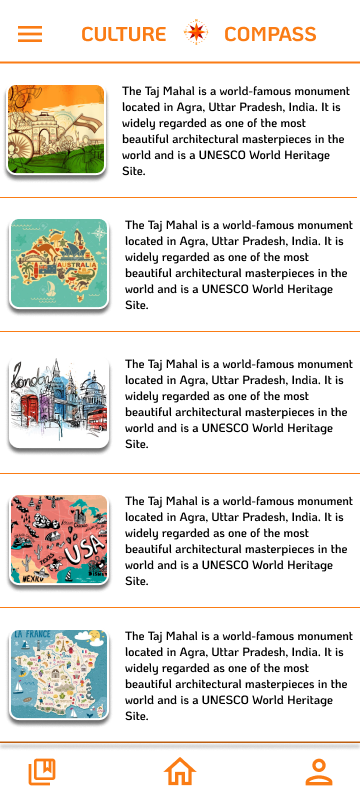 CULTURE COMPASS
The Taj Mahal is a world-famous monument
located in Agra, Uttar Pradesh, India. It is
widely regarded as one of the most
beautiful architectural masterpieces in the
world and is a UNESCO World Heritage
Site.
AUSTRALIA
The Taj Mahal is a world-famous monument
located in Agra, Uttar Pradesh, India. It is
widely regarded as one of the most
beautiful architectural masterpieces in the
world and is a UNESCO World Heritage
Site.
London
The Taj Mahal is a world-famous monument
located in Agra, Uttar Pradesh, India. It is
widely regarded as one of the most
beautiful architectural masterpieces in the
world and is a UNESCO World Heritage
Site.
USA
MEXICO
The Taj Mahal is a world-famous monument
located in Agra, Uttar Pradesh, India. It is
widely regarded as one of the most
beautiful architectural masterpieces in the
world and is a UNESCO World Heritage
Site.
LA FRANCE
The Taj Mahal is a world-famous monument
located in Agra, Uttar Pradesh, India. It is
widely regarded as one of the most
beautiful architectural masterpieces in the
world and is a UNESCO World Heritage
Site.